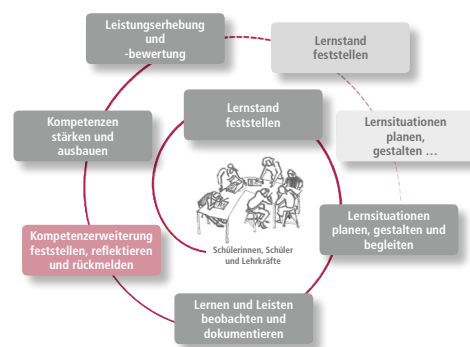 Leistungserhebung
und
-bewertung
Lernstand
feststellen
Lernstand
feststellen
Kompetenzen
stärken und
ausbauen
Lernsituationen
planen,
gestalten ...
Schülerinnen, Schüler
und Lehrkräfte
Lernsituationen
planen, gestalten und
begleiten
Kompetenzerweiterung
feststellen, reflektieren
und rückmelden
Lernen und Leisten
beobachten und
dokumentieren